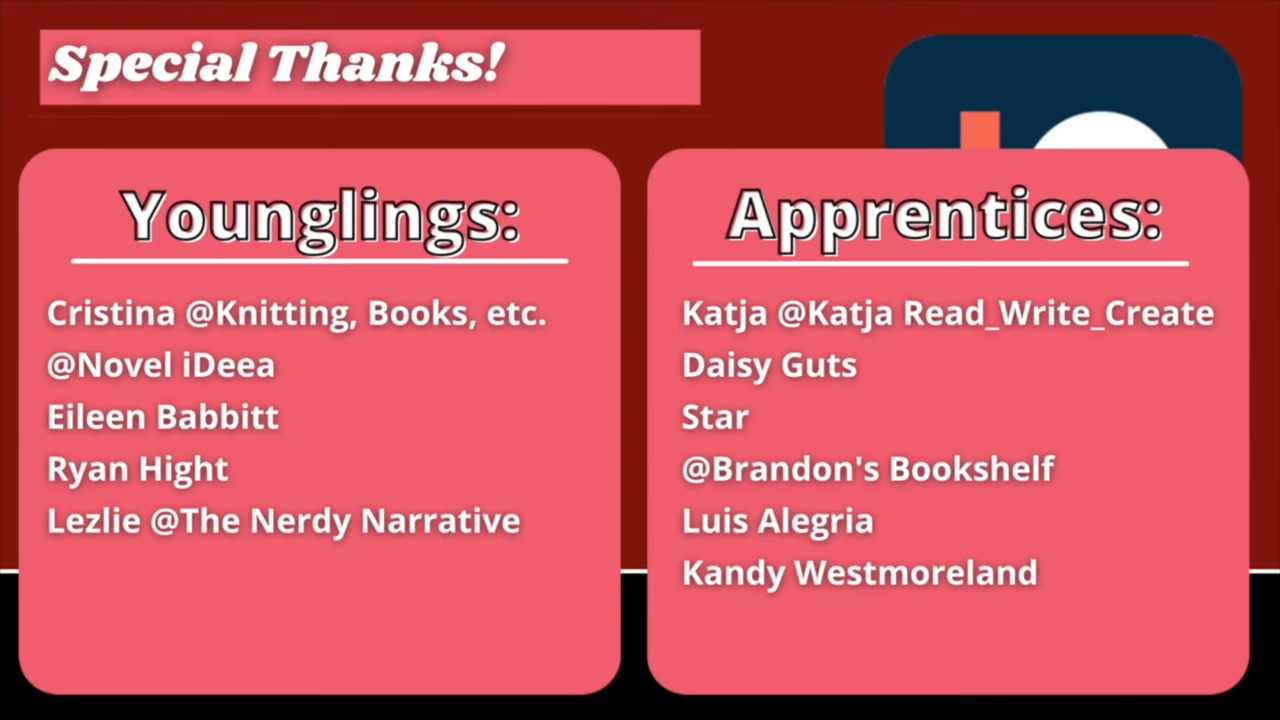 Special Thanks!
Younglings:
Cristina @Knitting, Books, etc.
@Novel iDeea
Eileen Babbitt
Ryan Hight
Lezlie @The Nerdy Narrative
Apprentices:
Katja @Katja Read_Write_Create
Daisy Guts
Star
@Brandon's Bookshelf
Luis Alegria
Kandy Westmoreland